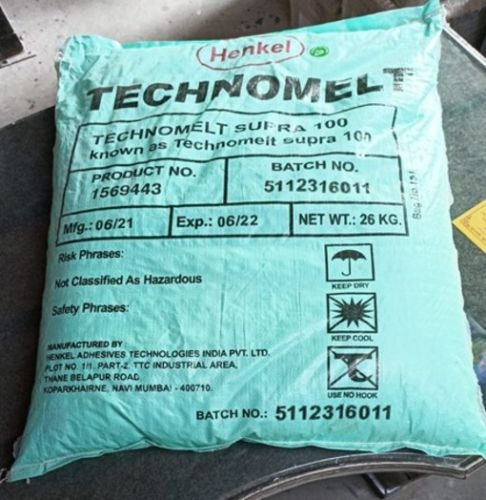 Henkel
TECHNOMELT
TECHNOMELT SUPRA 100
known as Technomelt supra 100
PRODUCT NO. BATCH NO.
1569443 5112316011
Mfg.: 06/21 Exp.: 06/22 NET WT.: 26 KG.
Bag No.
Risk Phrases:
Not Classified As Hazardous
Safety Phrases:
KEEP DRY
KEEP COOL
USE NO HOOK
MANUFACTURED BY
HENKEL ADHESIVES TECHNOLOGIES INDIA PVT. LTD.
PLOT NO. 1/1, PART-2, TTC INDUSTRIAL AREA,
THANE BELAPUR ROAD
KOPARKHAIRNE, NAVI MUMBAI - 400710.
BATCH NO.: 5112316011